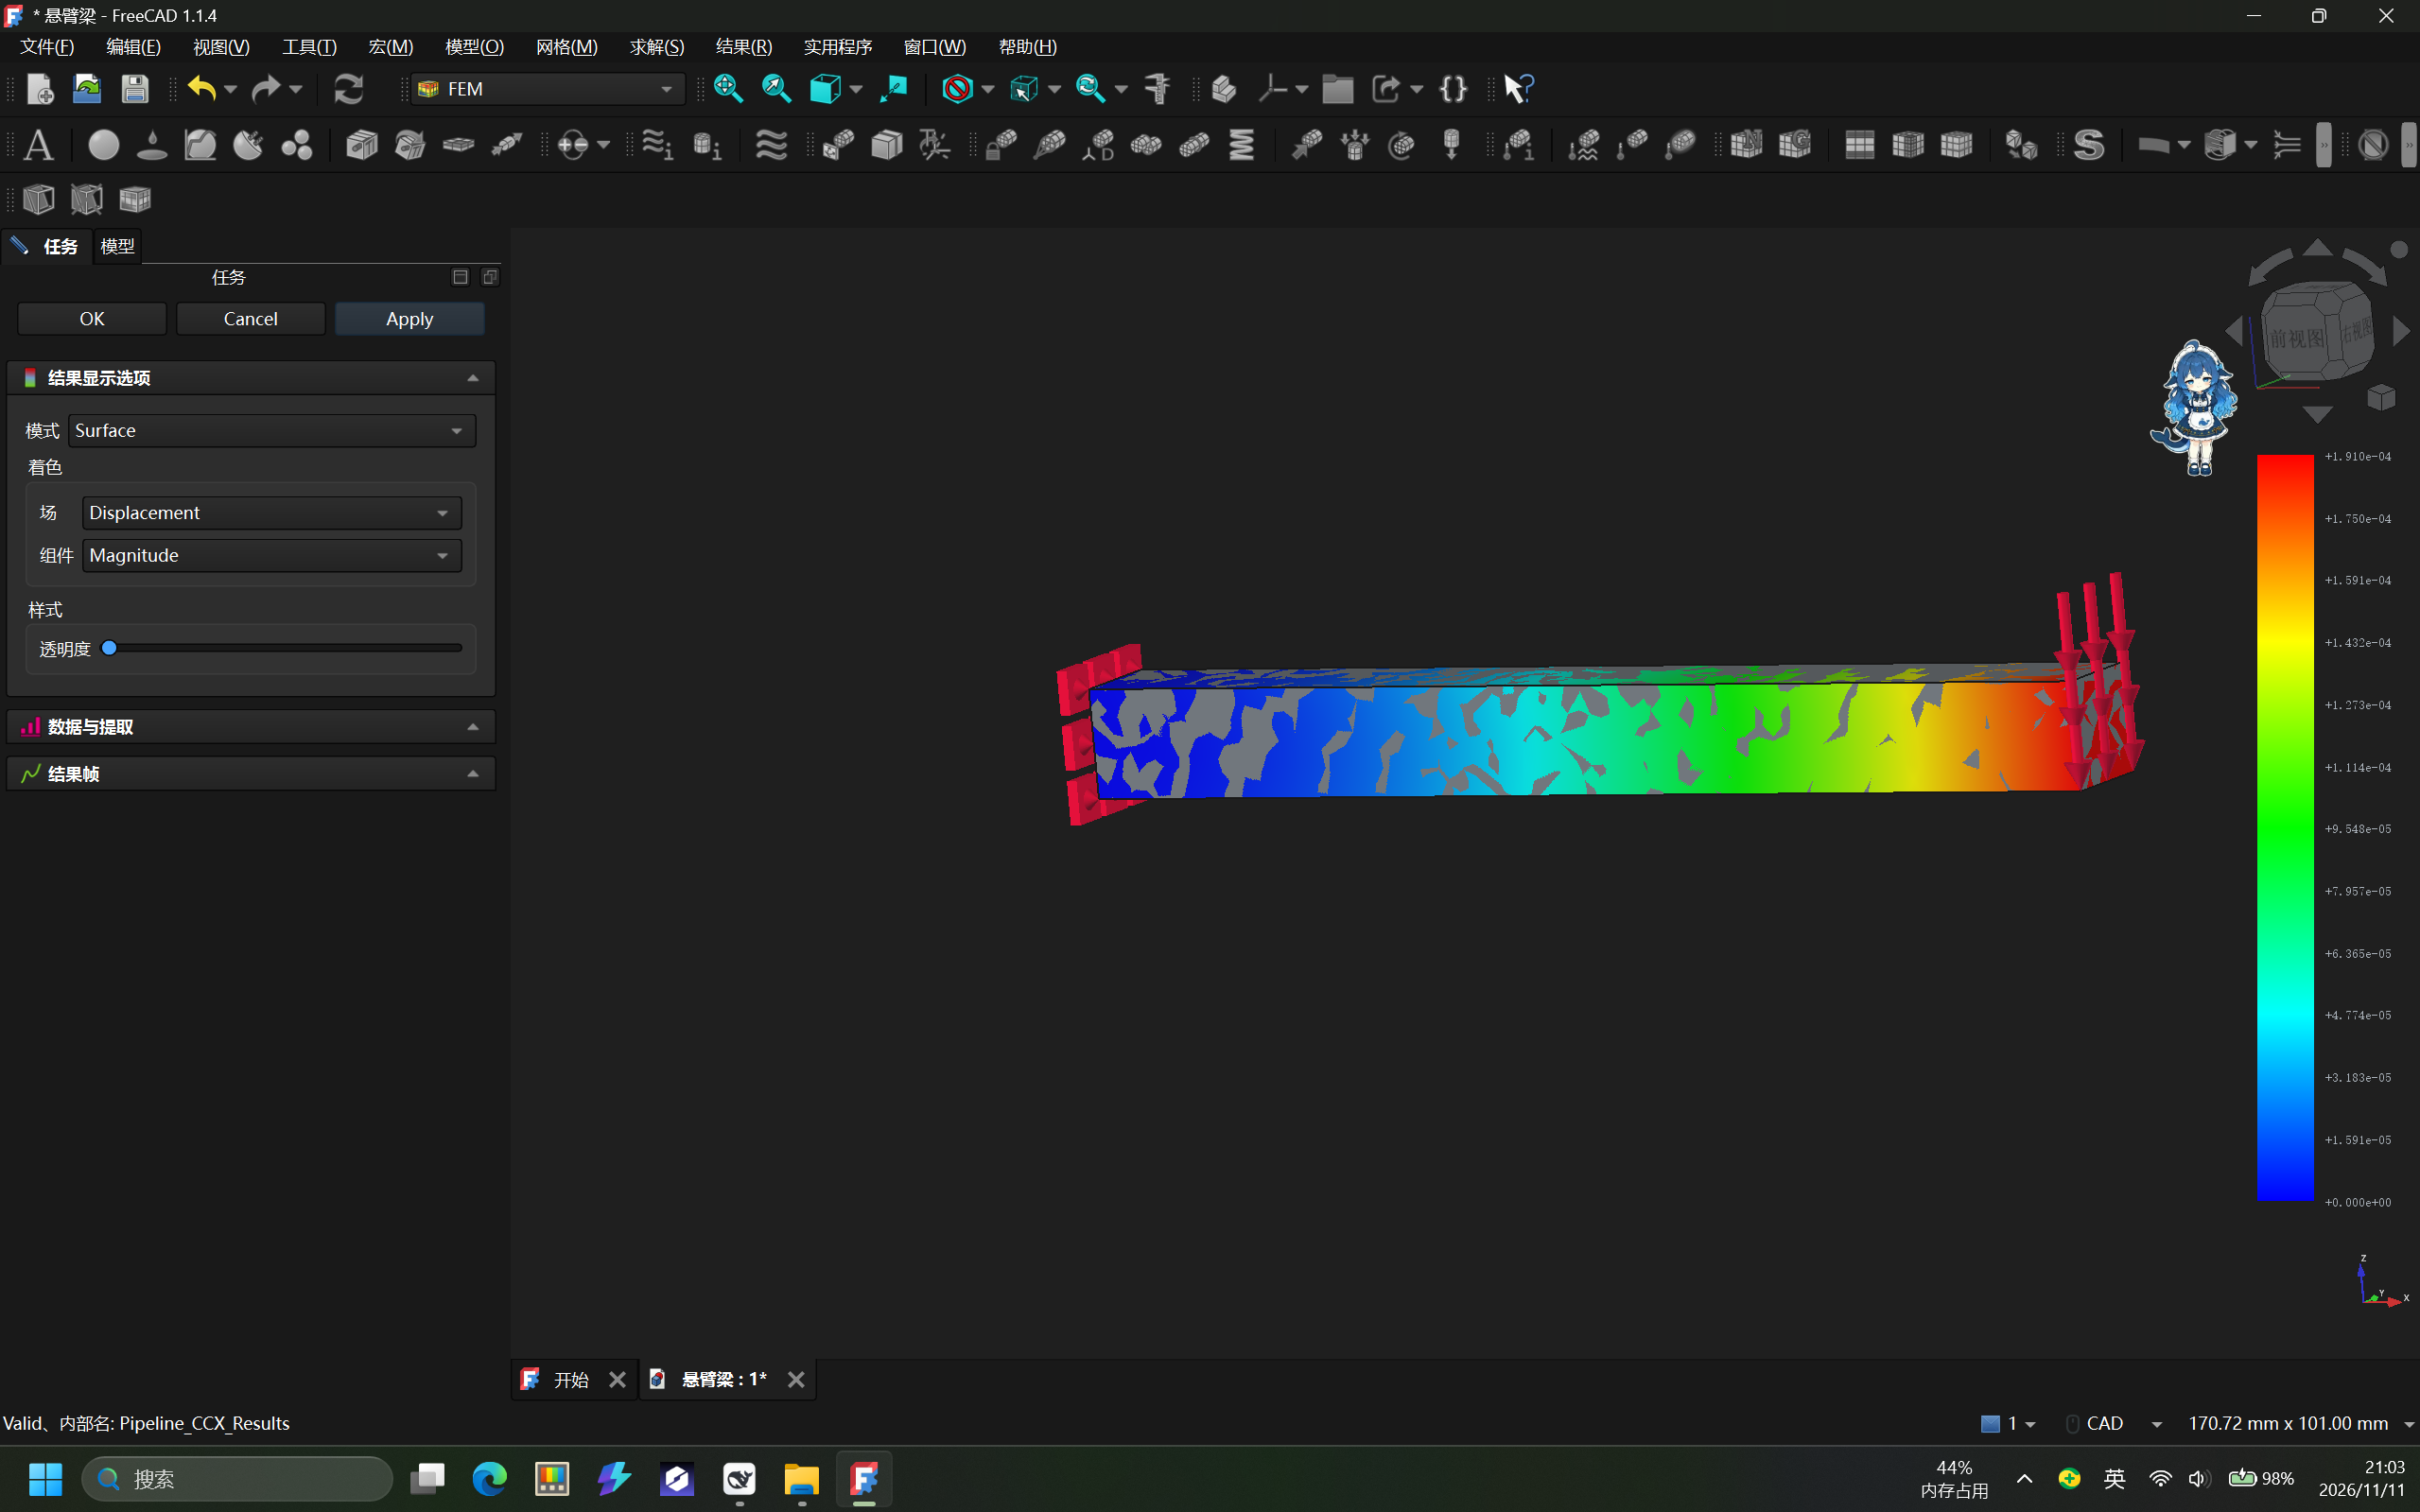 * 悬臂梁 - FreeCAD 1.1.4
文件(F) 编辑(E) 视图(V) 工具(T) 宏(M) 模型(O) 网格(M) 求解(S) 结果(R) 实用程序 窗口(W) 帮助(H)
FEM
任务 模型
任务
OK Cancel Apply
结果显示选项
模式 Surface
着色
场 Displacement
组件 Magnitude
样式
透明度
数据与提取
结果帧
前视图 右视图
+1.910e-04
+1.750e-04
+1.591e-04
+1.432e-04
+1.273e-04
+1.114e-04
+9.548e-05
+7.957e-05
+6.365e-05
+4.774e-05
+3.183e-05
+1.591e-05
+0.000e+00
Z
Y
X
开始 悬臂梁 : 1*
Valid、内部名: Pipeline_CCX_Results
1 CAD 170.72 mm x 101.00 mm
搜索
44%
内存占用
英
98%
21:03
2026/11/11